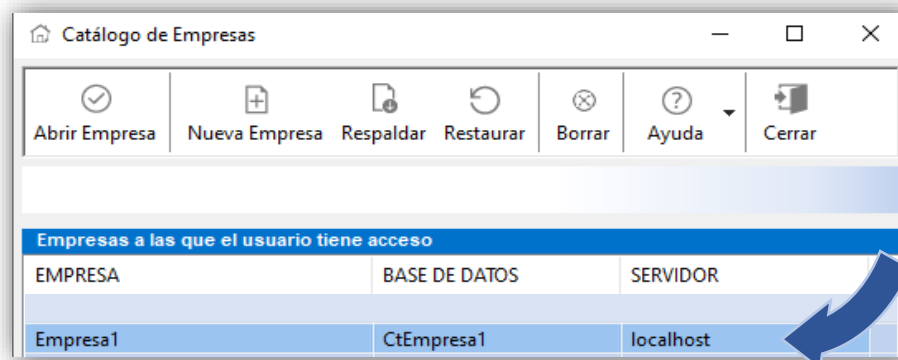 Catálogo de Empresas
Abrir Empresa Nueva Empresa Respaldar Restaurar Borrar Ayuda Cerrar
Empresas a las que el usuario tiene acceso
EMPRESA BASE DE DATOS SERVIDOR
Empresa1 CtEmpresa1 localhost